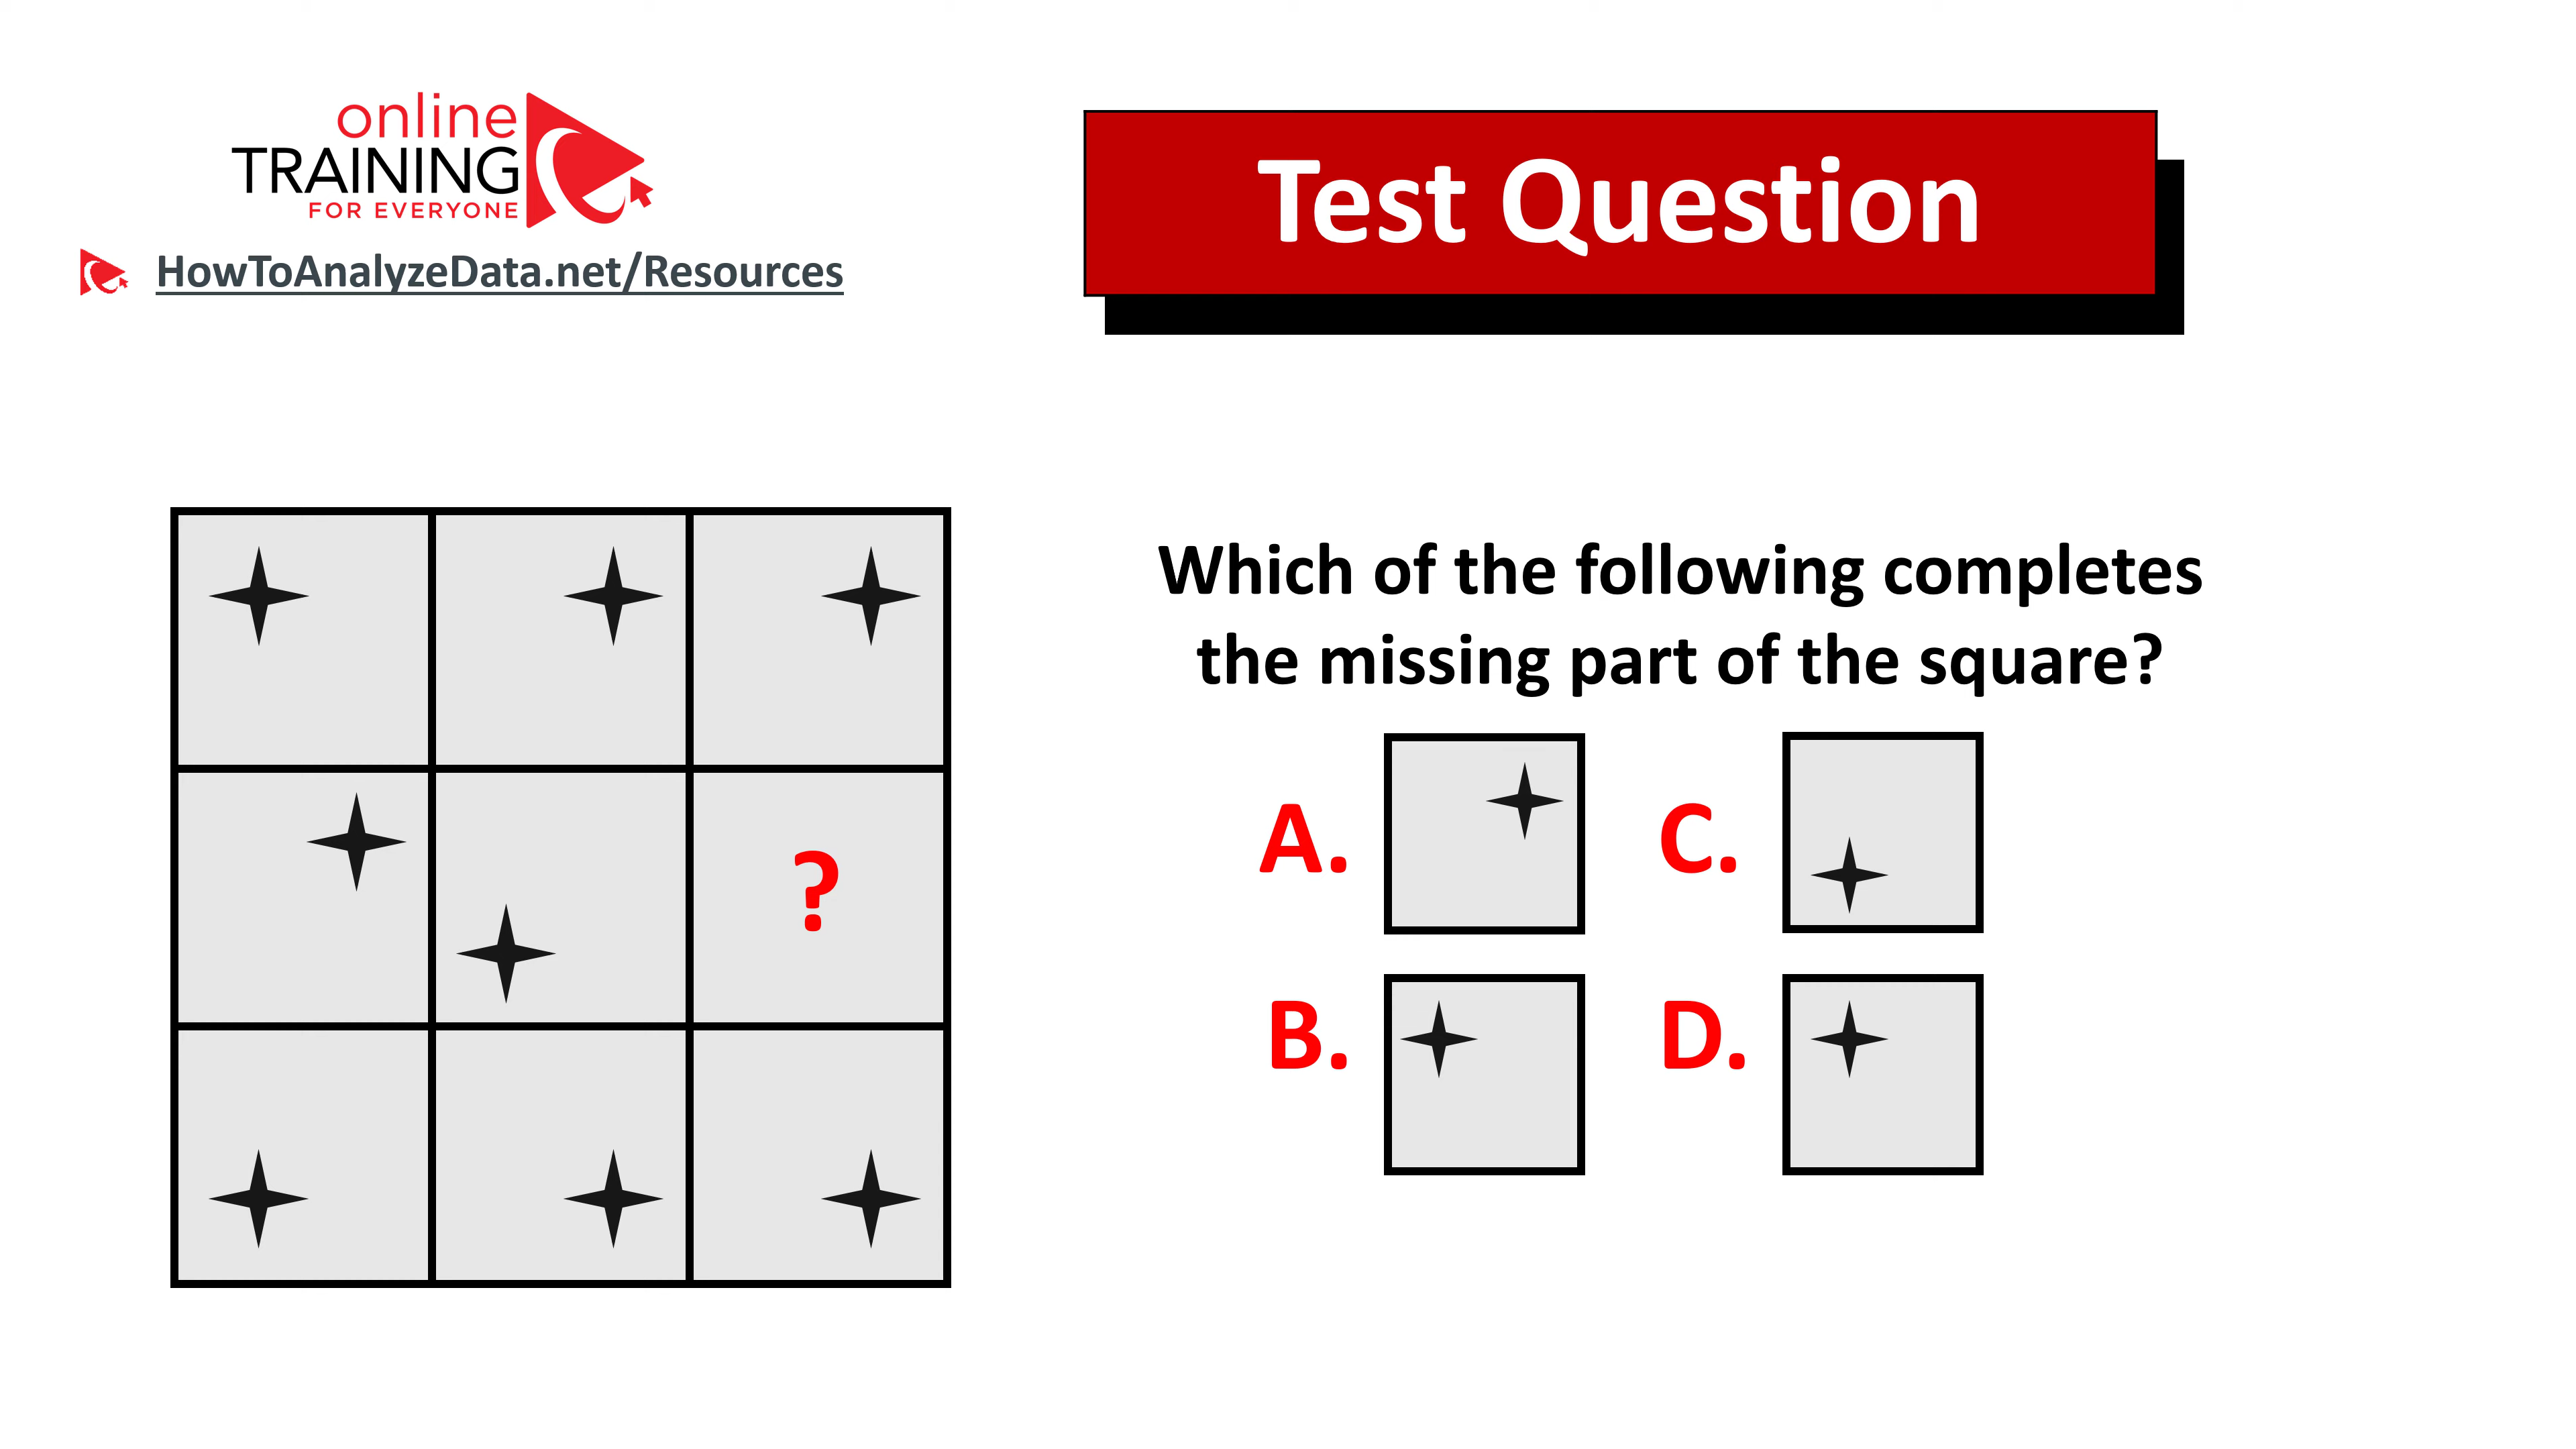 online
TRAINING
FOR EVERYONE
HowToAnalyzeData.net/Resources
Test Question
?
Which of the following completes
the missing part of the square?
A.
C.
B.
D.